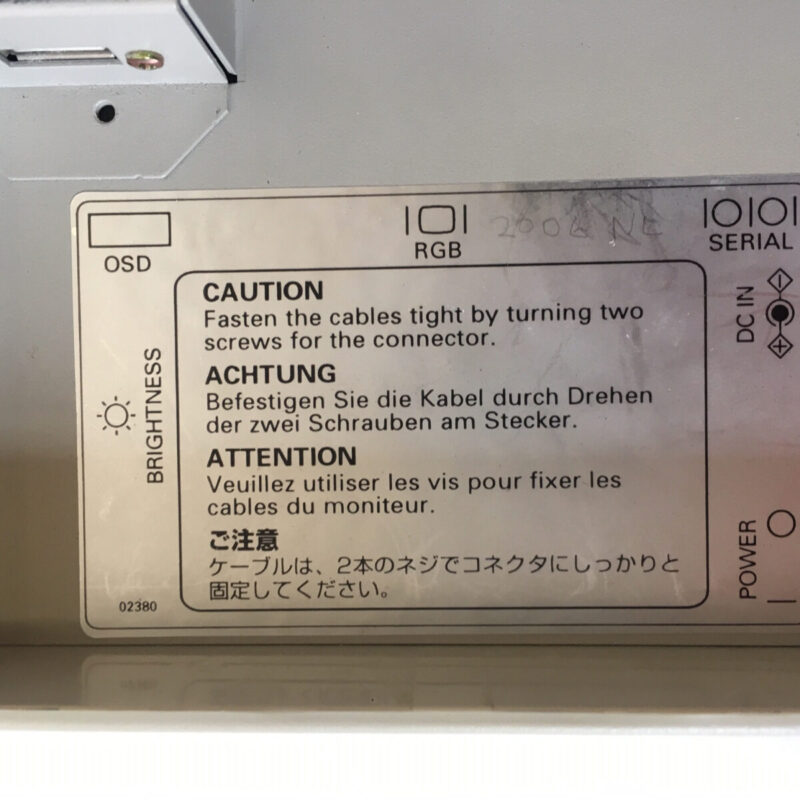 OSD
RGB
SERIAL
CAUTION
Fasten the cables tight by turning two
screws for the connector.
ACHTUNG
Befestigen Sie die Kabel durch Drehen
der zwei Schrauben am Stecker.
ATTENTION
Veuillez utiliser les vis pour fixer les
cables du moniteur.
ご注意
ケーブルは、2本のネジでコネクタにしっかりと
固定してください。
BRIGHTNESS
02380
DC IN
POWER